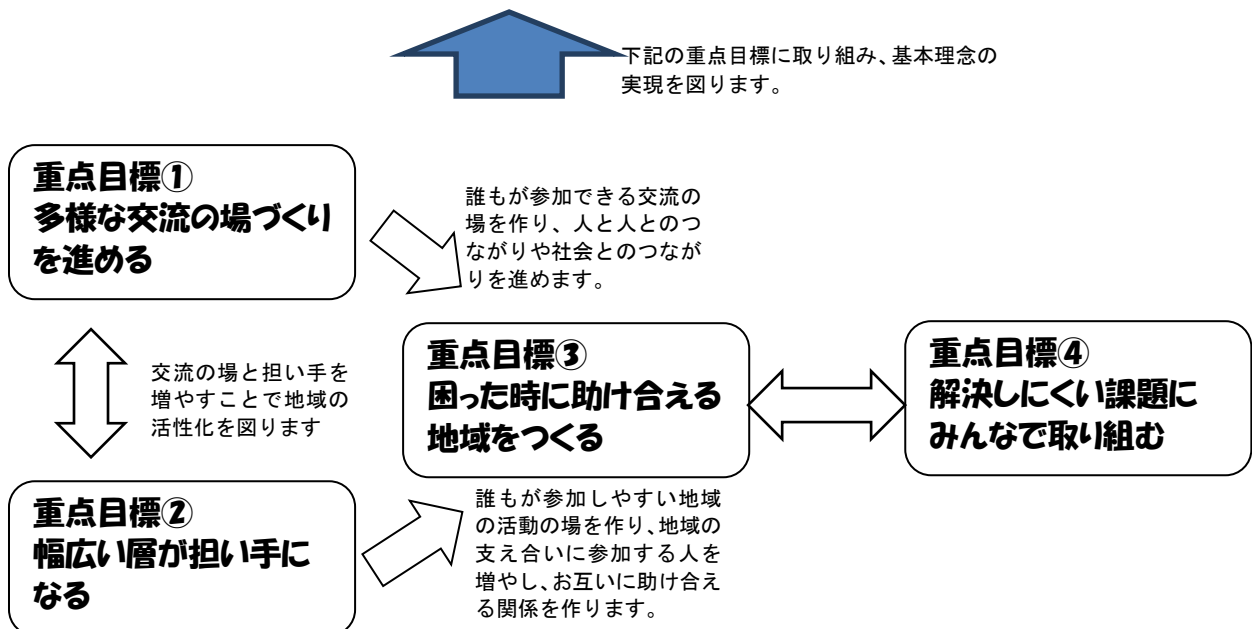 下記の重点目標に取り組み、基本理念の
実現を図ります。
重点目標①
多様な交流の場づくり
を進める
誰もが参加できる交流の
場を作り、人と人とのつ
ながりや社会とのつなが
りを進めます。
交流の場と担い手を
増やすことで地域の
活性化を図ります
重点目標③
困った時に助け合える
地域をつくる
重点目標④
解決しにくい課題に
みんなで取り組む
重点目標②
幅広い層が担い手に
なる
誰もが参加しやすい地域
の活動の場を作り、地域の
支え合いに参加する人を
増やし、お互いに助け合え
る関係を作ります。